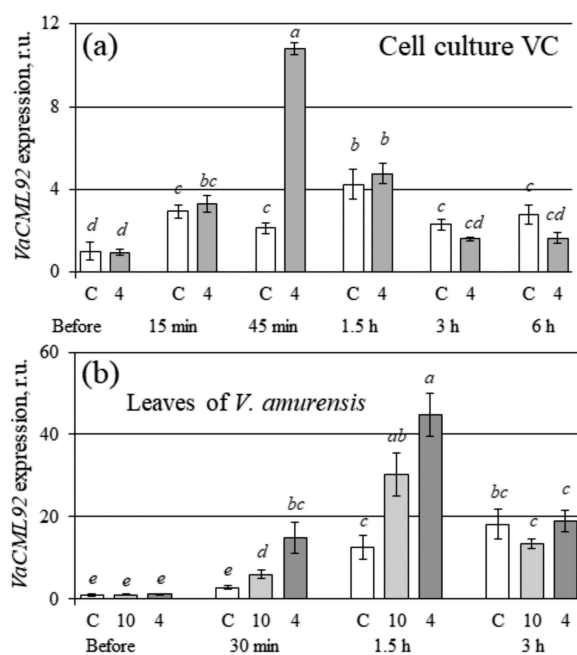 (a) Cell culture VC
VaCML92 expression, r.u.
12
8
4
0
d d c bc c a b b c cd c cd
C 4 C 4 C 4 C 4 C 4 C 4
Before 15 min 45 min 1.5 h 3 h 6 h
(b) Leaves of V. amurensis
VaCML92 expression, r.u.
60
40
20
0
e e e e d bc c ab a bc c c
C 10 4 C 10 4 C 10 4 C 10 4
Before 30 min 1.5 h 3 h